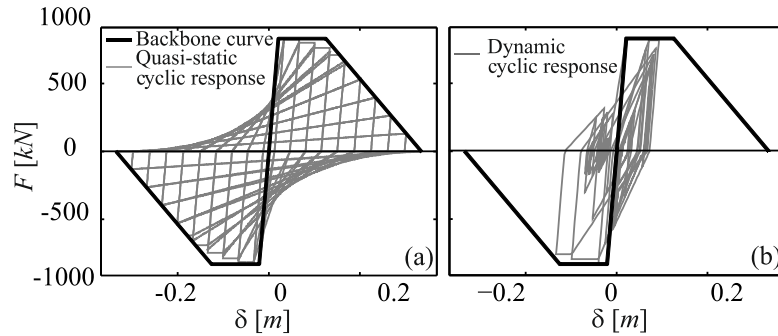 1000
500
0
-500
-1000
F [kN]
Backbone curve
Quasi-static
cyclic response
(a)
-0.2
0
0.2
δ [m]
Dynamic
cyclic response
(b)
−0.2
0
0.2
δ [m]